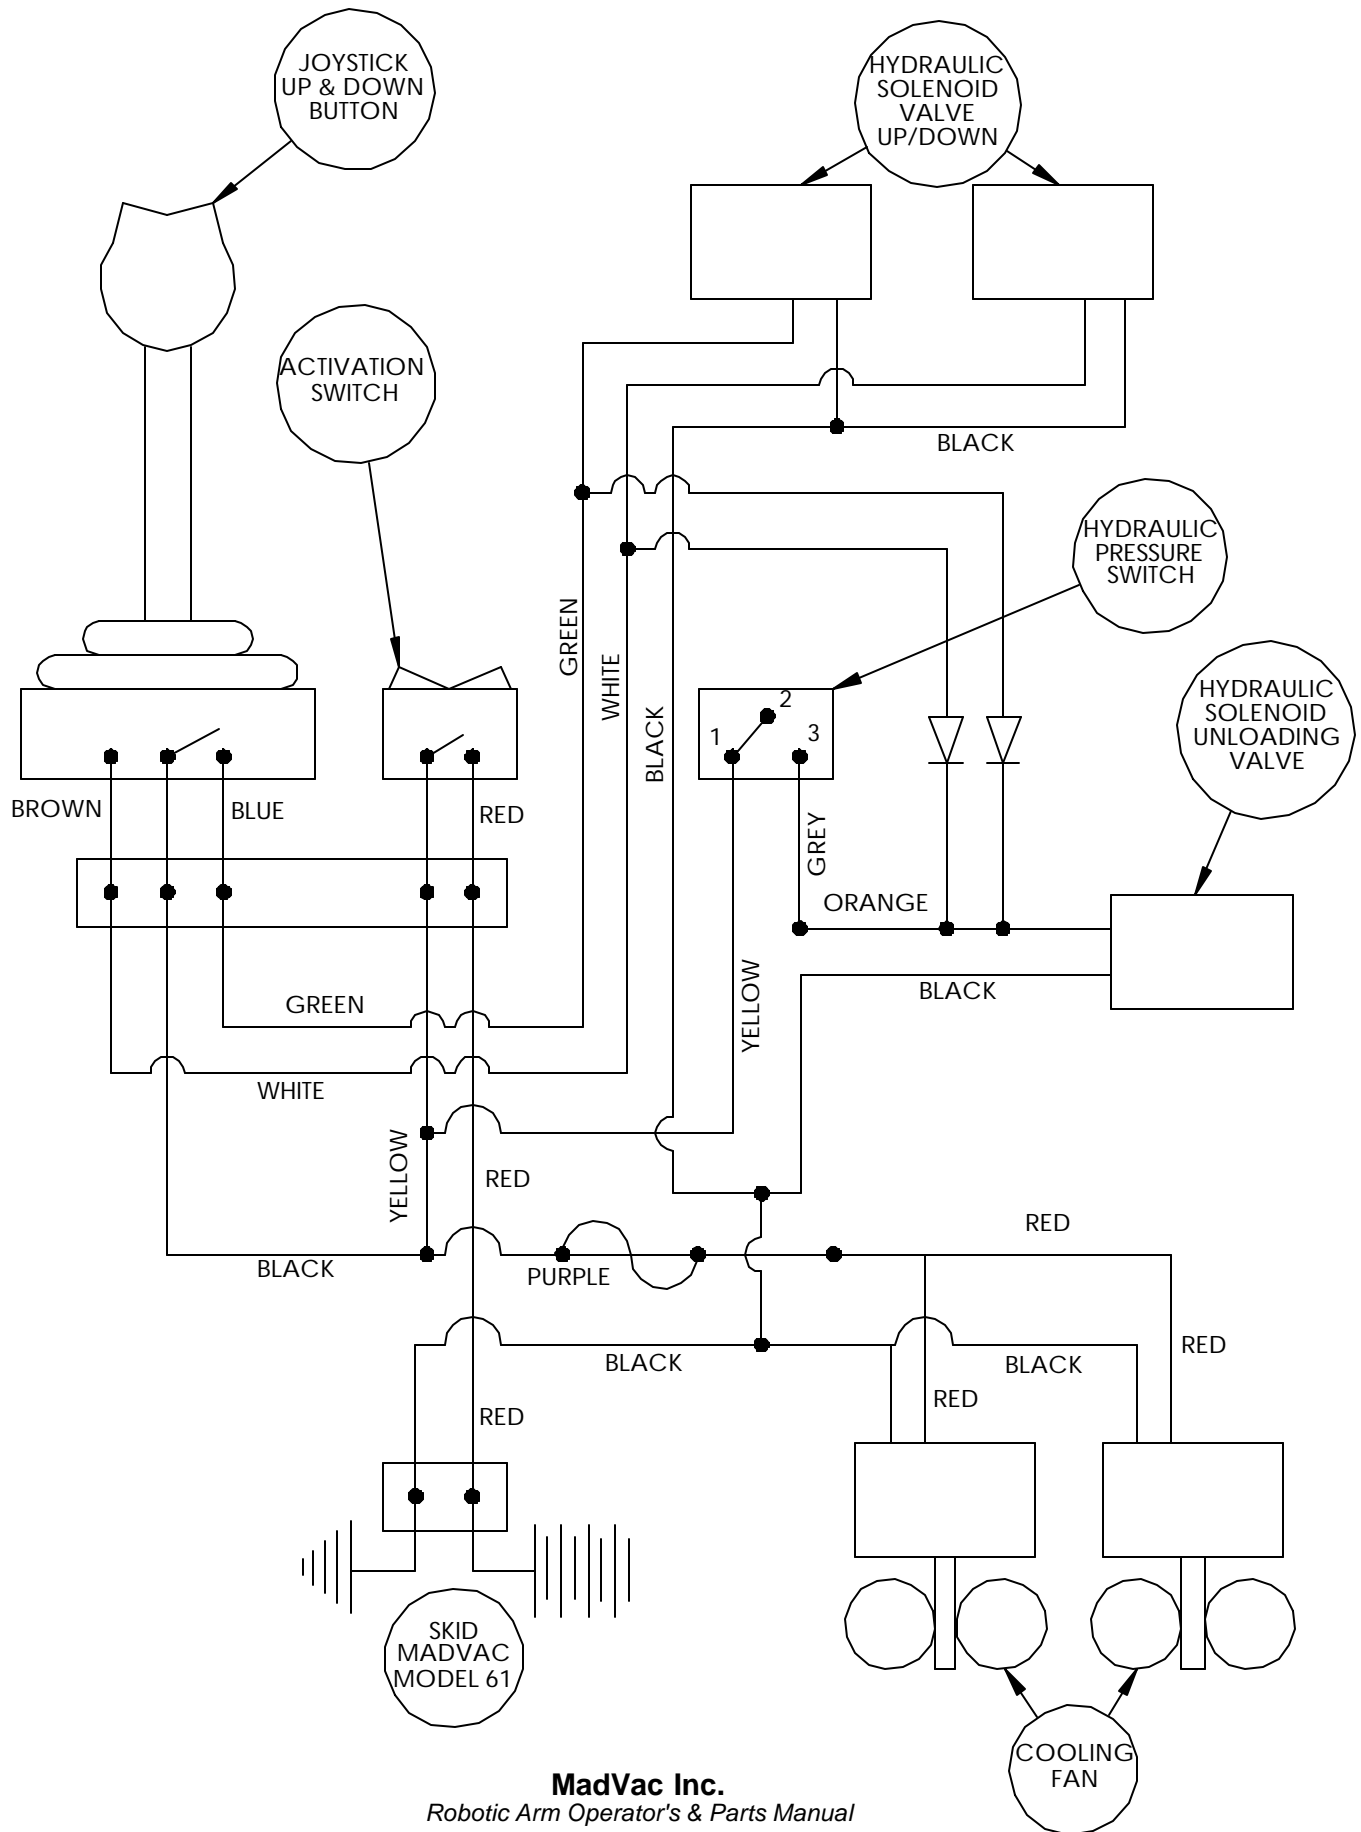 JOYSTICK
UP & DOWN
BUTTON
HYDRAULIC
SOLENOID
VALVE
UP/DOWN
ACTIVATION
SWITCH
BLACK
HYDRAULIC
PRESSURE
SWITCH
GREEN
WHITE
BLACK
2
1
3
HYDRAULIC
SOLENOID
UNLOADING
VALVE
BROWN
BLUE
RED
GREY
ORANGE
GREEN
YELLOW
BLACK
WHITE
YELLOW
RED
RED
BLACK
PURPLE
RED
BLACK
BLACK
RED
RED
SKID
MADVAC
MODEL 61
COOLING
FAN
MadVac Inc.
Robotic Arm Operator's & Parts Manual